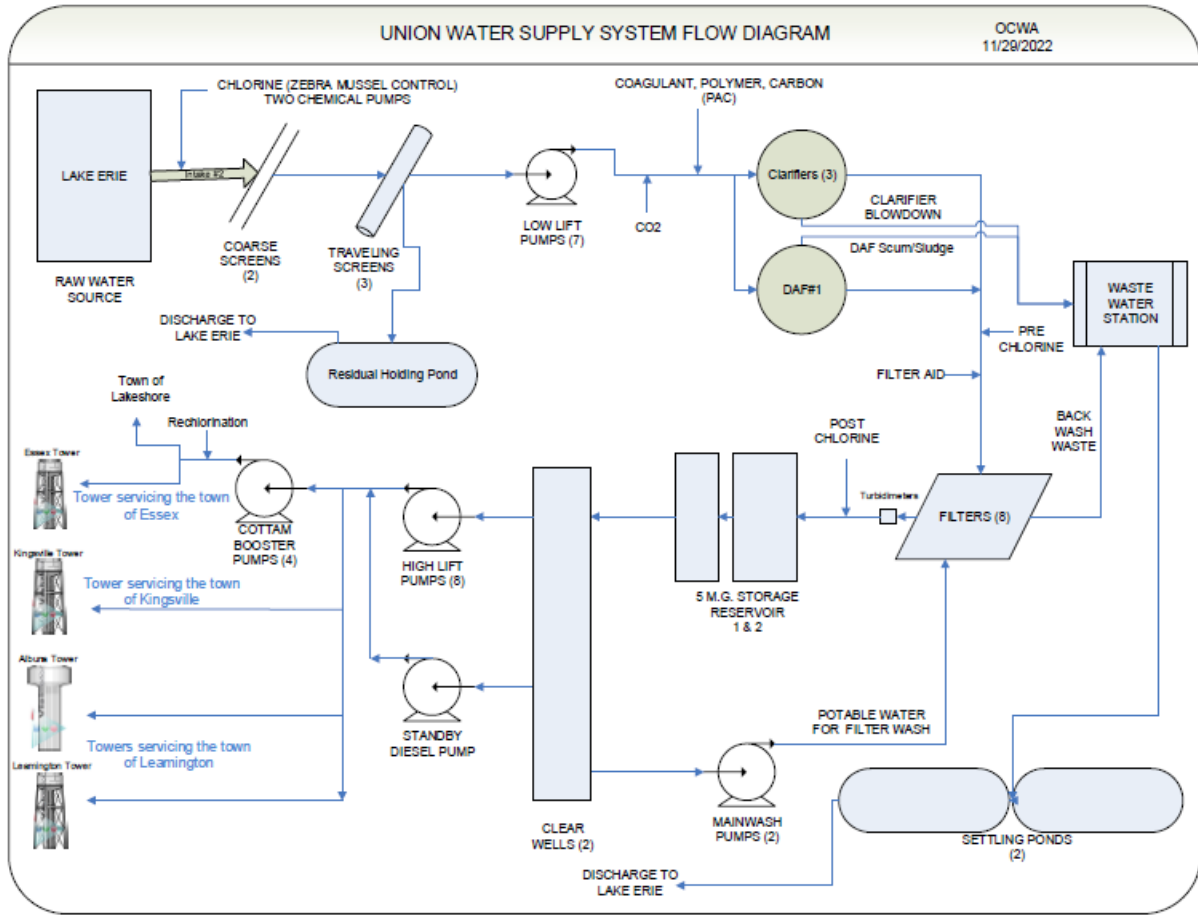 UNION WATER SUPPLY SYSTEM FLOW DIAGRAM
OCWA
11/29/2022
CHLORINE (ZEBRA MUSSEL CONTROL)
TWO CHEMICAL PUMPS
COAGULANT, POLYMER, CARBON
(PAC)
LAKE ERIE
Intake #2
Clarifiers (3)
CLARIFIER
BLOWDOWN
LOW LIFT
PUMPS (7)
CO2
COARSE
SCREENS
(2)
TRAVELING
SCREENS
(3)
DAF Scum/Sludge
RAW WATER
SOURCE
DAF#1
WASTE
WATER
STATION
DISCHARGE TO
LAKE ERIE
PRE
CHLORINE
Residual Holding Pond
FILTER AID
Town of
Lakeshore
Rechlorination
POST
CHLORINE
BACK
WASH
WASTE
Essex Tower
Tower servicing the town
of Essex
Turbidimeters
FILTERS (8)
COTTAM
BOOSTER
PUMPS (4)
HIGH LIFT
PUMPS (8)
Kingsville Tower
Tower servicing the town
of Kingsville
5 M.G. STORAGE
RESERVOIR
1 & 2
Albuna Tower
POTABLE WATER
FOR FILTER WASH
STANDBY
DIESEL PUMP
Towers servicing the town
of Leamington
Leamington Tower
CLEAR
WELLS (2)
MAINWASH
PUMPS (2)
SETTLING PONDS
(2)
DISCHARGE TO
LAKE ERIE